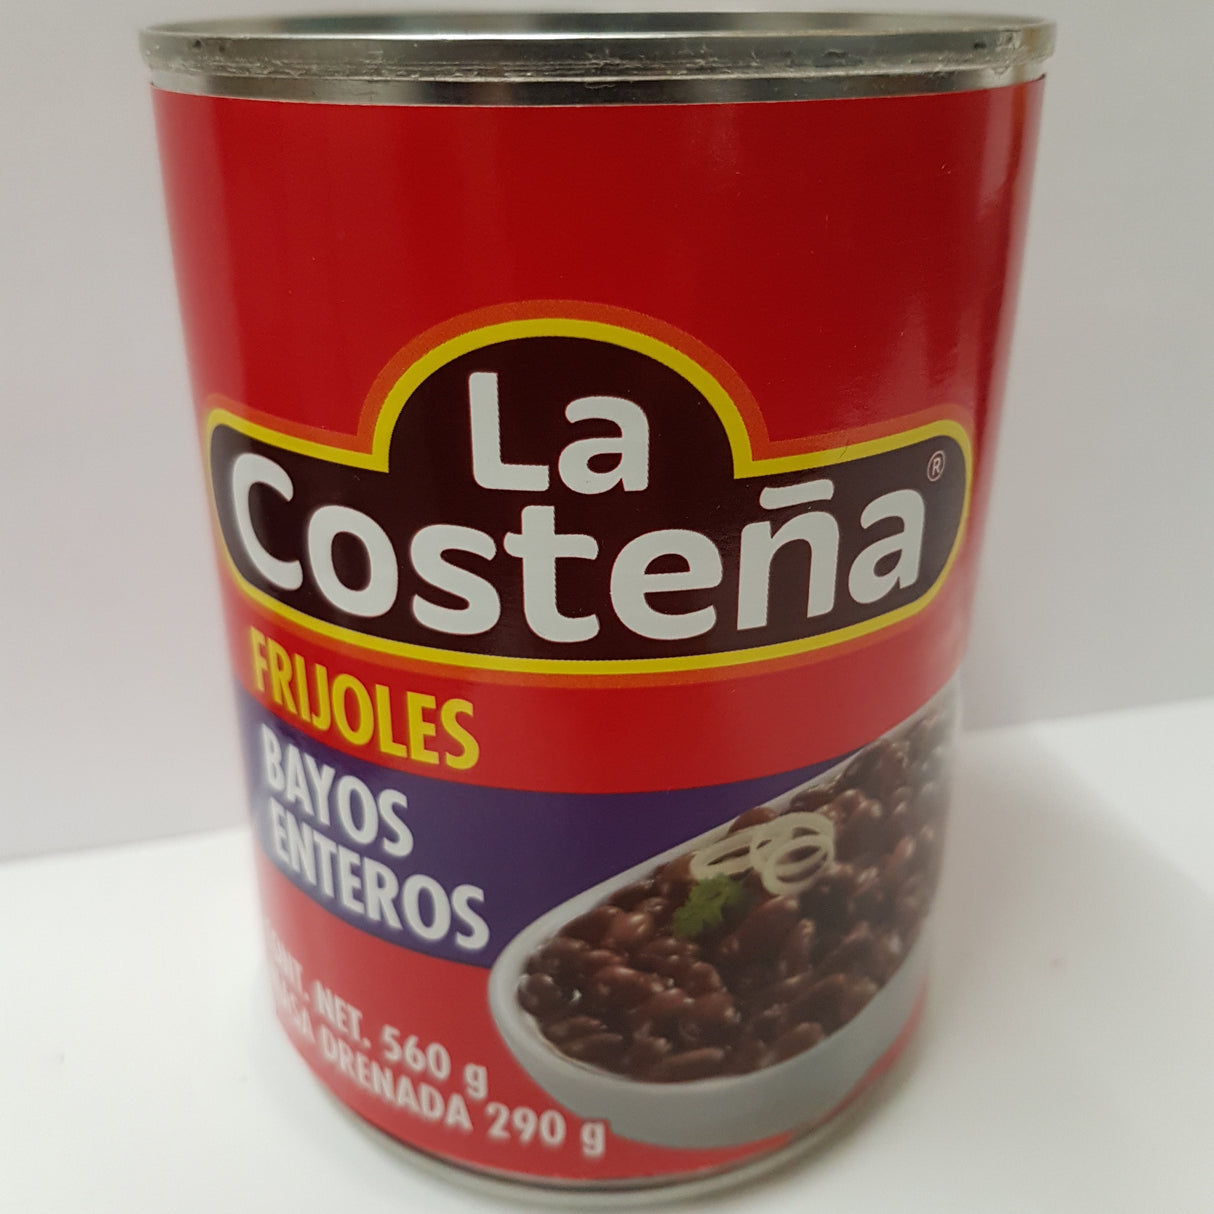 La
Costeña®
FRIJOLES
BAYOS
ENTEROS
NET. 560 g
DRENADA 290 g